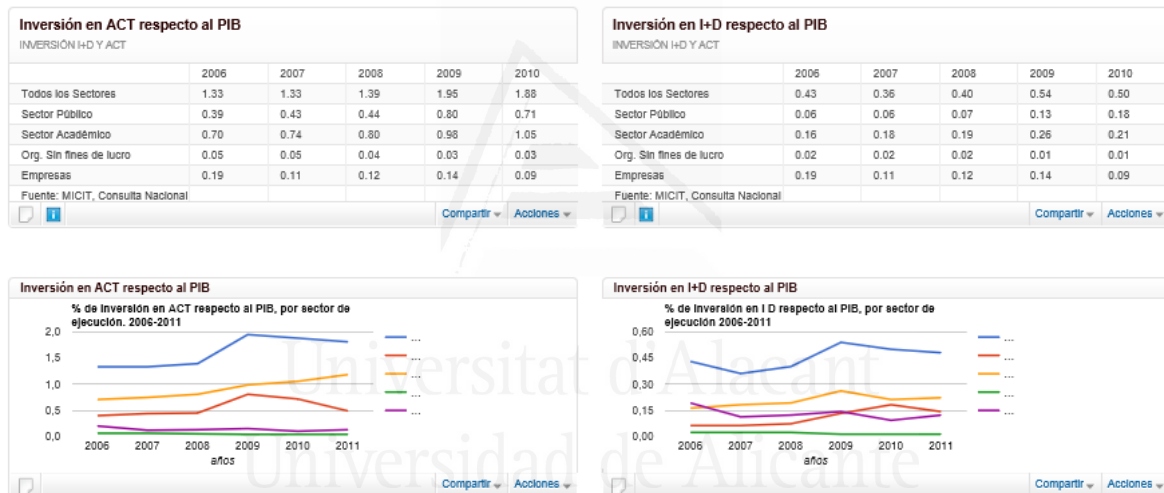 Inversión en ACT respecto al PIB
INVERSIÓN I+D Y ACT
2006 2007 2008 2009 2010
Todos los Sectores 1.33 1.33 1.39 1.95 1.88
Sector Público 0.39 0.43 0.44 0.80 0.71
Sector Académico 0.70 0.74 0.80 0.98 1.05
Org. Sin fines de lucro 0.05 0.05 0.04 0.03 0.03
Empresas 0.19 0.11 0.12 0.14 0.09
Fuente: MICIT, Consulta Nacional
Compartir Acciones
Inversión en I+D respecto al PIB
INVERSIÓN I+D Y ACT
2006 2007 2008 2009 2010
Todos los Sectores 0.43 0.36 0.40 0.54 0.50
Sector Público 0.06 0.06 0.07 0.13 0.18
Sector Académico 0.16 0.18 0.19 0.26 0.21
Org. Sin fines de lucro 0.02 0.02 0.02 0.01 0.01
Empresas 0.19 0.11 0.12 0.14 0.09
Fuente: MICIT, Consulta Nacional
Compartir Acciones
Inversión en ACT respecto al PIB
% de Inversión en ACT respecto al PIB, por sector de
ejecución. 2006-2011
2,0
1,5
1,0
0,5
0,0
2006 2007 2008 2009 2010 2011
años
...
...
...
...
...
Compartir Acciones
Inversión en I+D respecto al PIB
% de Inversión en I D respecto al PIB, por sector de
ejecución 2006-2011
0,60
0,45
0,30
0,15
0,00
2006 2007 2008 2009 2010 2011
años
...
...
...
...
...
Compartir Acciones
Universitat d'Alacant
Universidad de Alicante